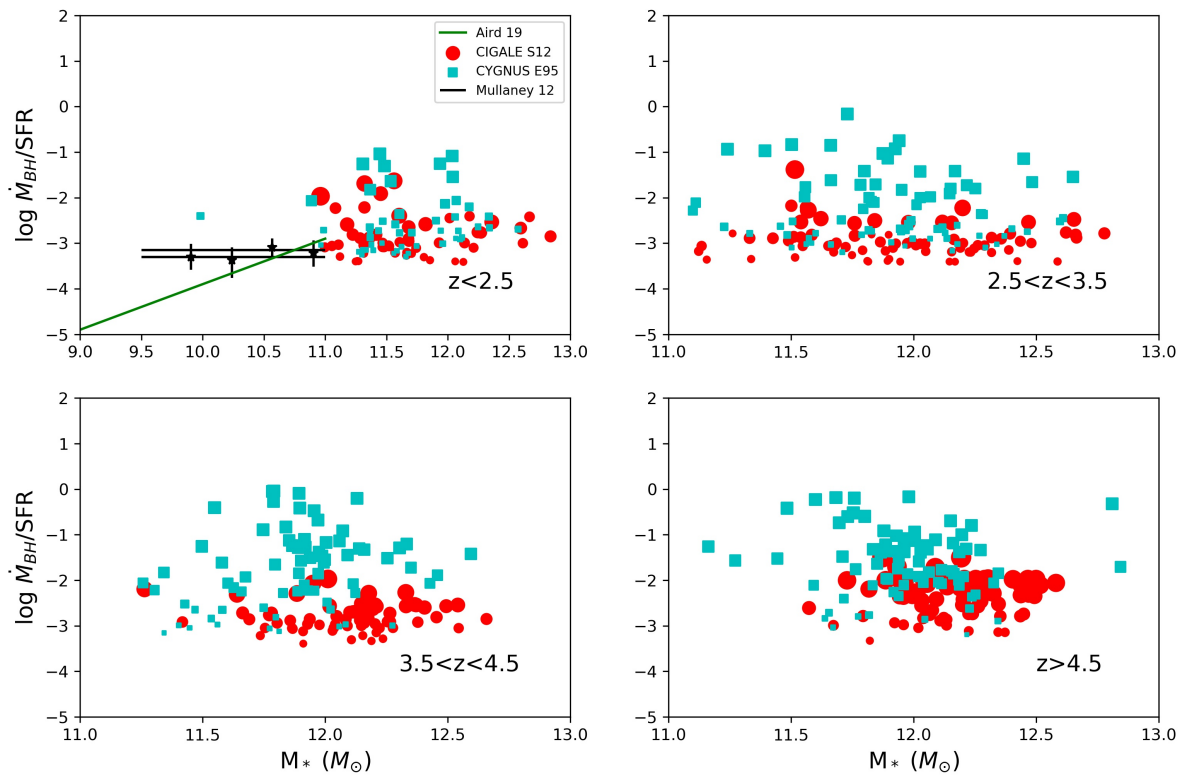 2
1
0
−1
−2
−3
−4
−5
log Ṁ_BH/SFR
Aird 19
CIGALE S12
CYGNUS E95
Mullaney 12
z<2.5
9.0 9.5 10.0 10.5 11.0 11.5 12.0 12.5 13.0
2
1
0
−1
−2
−3
−4
−5
2.5<z<3.5
11.0 11.5 12.0 12.5 13.0
2
1
0
−1
−2
−3
−4
−5
log Ṁ_BH/SFR
3.5<z<4.5
11.0 11.5 12.0 12.5 13.0
M* (M⊙)
2
1
0
−1
−2
−3
−4
−5
z>4.5
11.0 11.5 12.0 12.5 13.0
M* (M⊙)